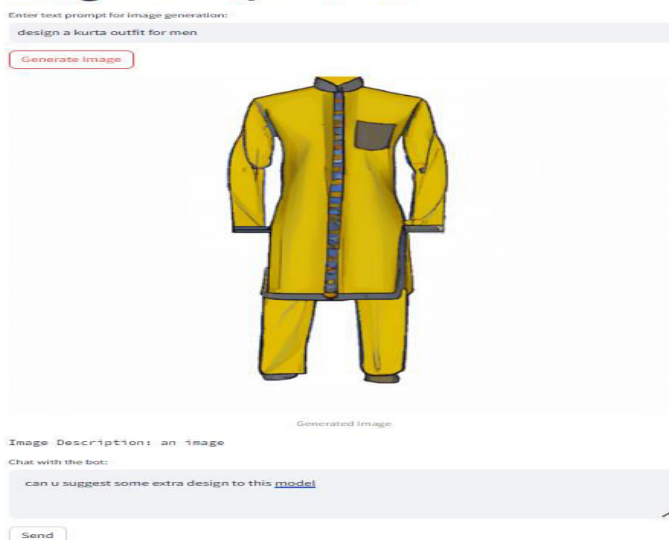 Enter text prompt for image generation:
design a kurta outfit for men
Generate Image
Generated Image
Image Description: an image
Chat with the bot:
can u suggest some extra design to this model
Send